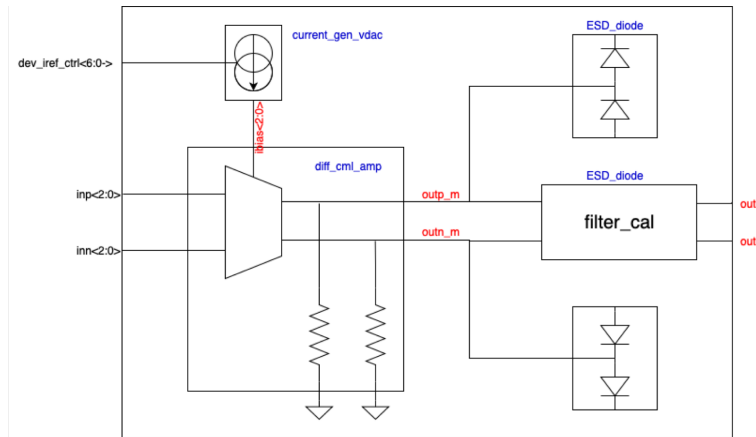 ESD_diode
current_gen_vdac
dev_iref_ctrl<6:0->
ibias<2:0>
diff_cml_amp
ESD_diode
inp<2:0>
outp_m
out
filter_cal
outn_m
out
inn<2:0>